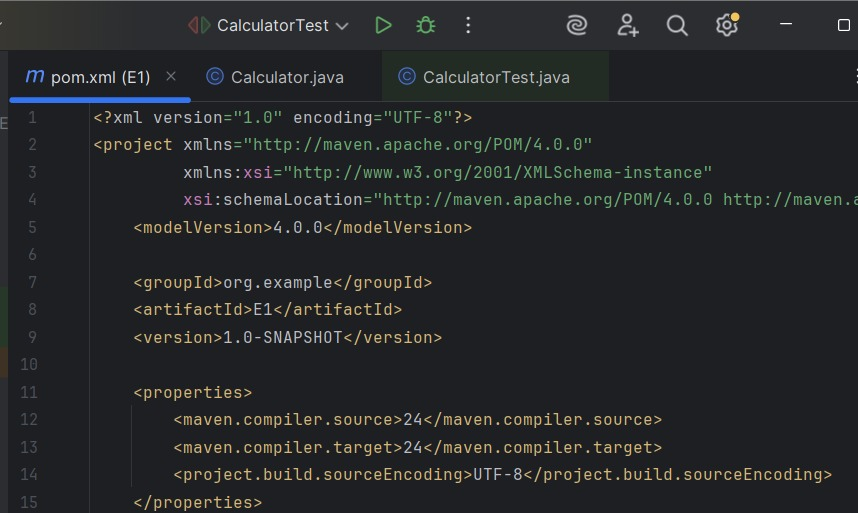 CalculatorTest
pom.xml (E1)
Calculator.java
CalculatorTest.java
1 <?xml version="1.0" encoding="UTF-8"?>
2 <project xmlns="http://maven.apache.org/POM/4.0.0"
3 xmlns:xsi="http://www.w3.org/2001/XMLSchema-instance"
4 xsi:schemaLocation="http://maven.apache.org/POM/4.0.0 http://maven.a
5 <modelVersion>4.0.0</modelVersion>
6
7 <groupId>org.example</groupId>
8 <artifactId>E1</artifactId>
9 <version>1.0-SNAPSHOT</version>
10
11 <properties>
12 <maven.compiler.source>24</maven.compiler.source>
13 <maven.compiler.target>24</maven.compiler.target>
14 <project.build.sourceEncoding>UTF-8</project.build.sourceEncoding>
15 </properties>